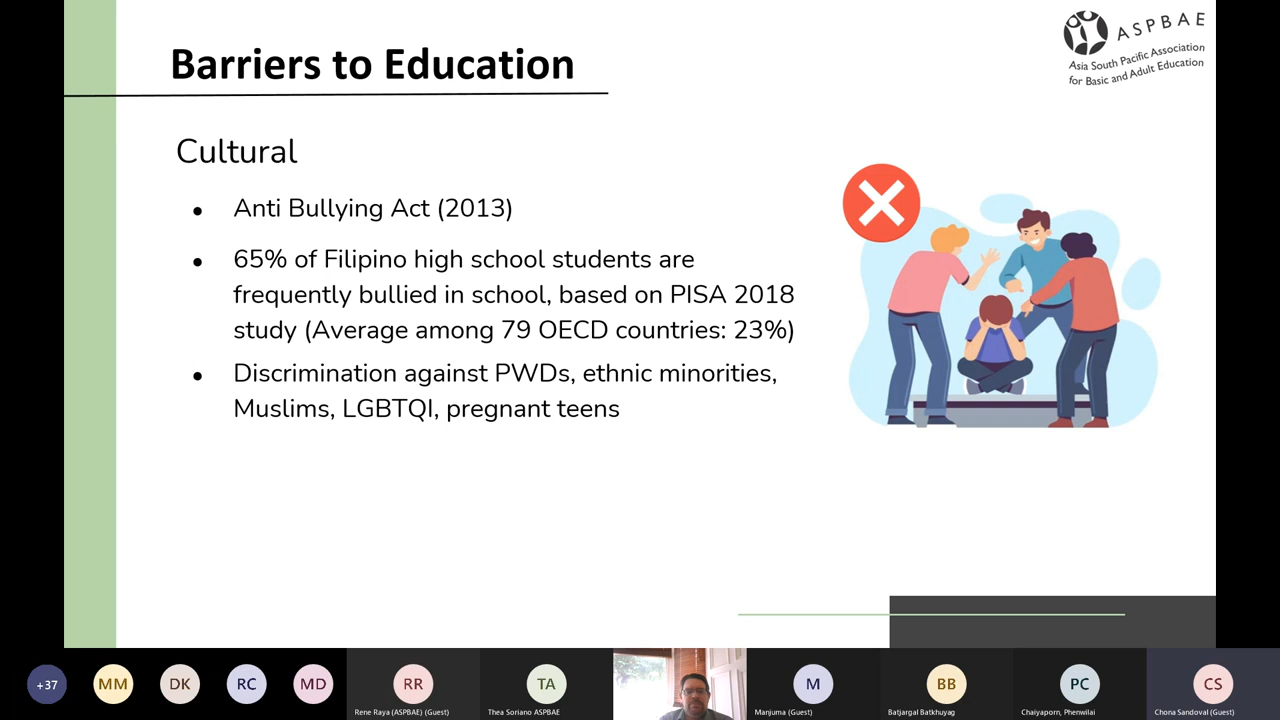 Barriers to Education
ASPBAE
Asia South Pacific Association
for Basic and Adult Education
Cultural
● Anti Bullying Act (2013)
● 65% of Filipino high school students are
frequently bullied in school, based on PISA 2018
study (Average among 79 OECD countries: 23%)
● Discrimination against PWDs, ethnic minorities,
Muslims, LGBTQI, pregnant teens
+37
MM
DK
RC
MD
RR
TA
M
BB
PC
CS
Rene Raya (ASPBAE) (Guest)
Thea Soriano ASPBAE
Manjuma (Guest)
Batjargal Batkhuyag
Chaiyaporn, Phenwilai
Chona Sandoval (Guest)